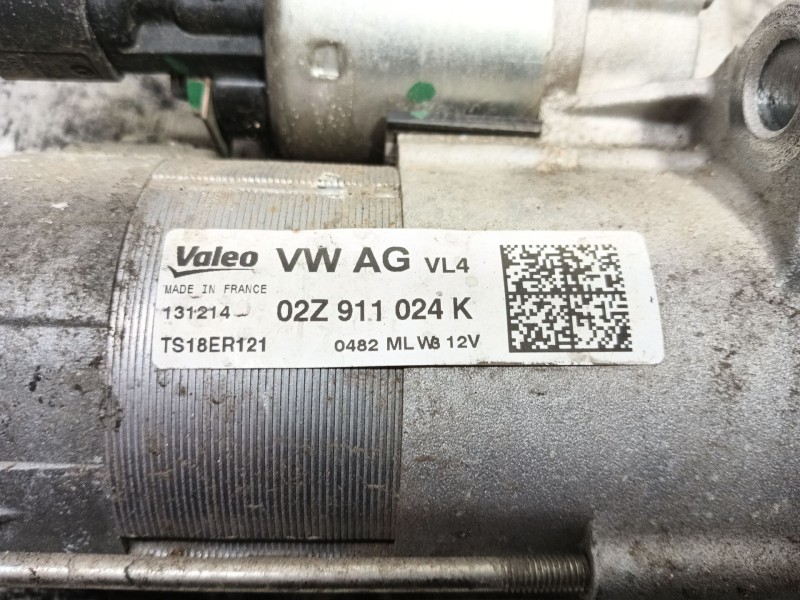 Valeo VW AG VL4
MADE IN FRANCE
131214 02Z 911 024 K
TS18ER121 0482 ML W8 12V